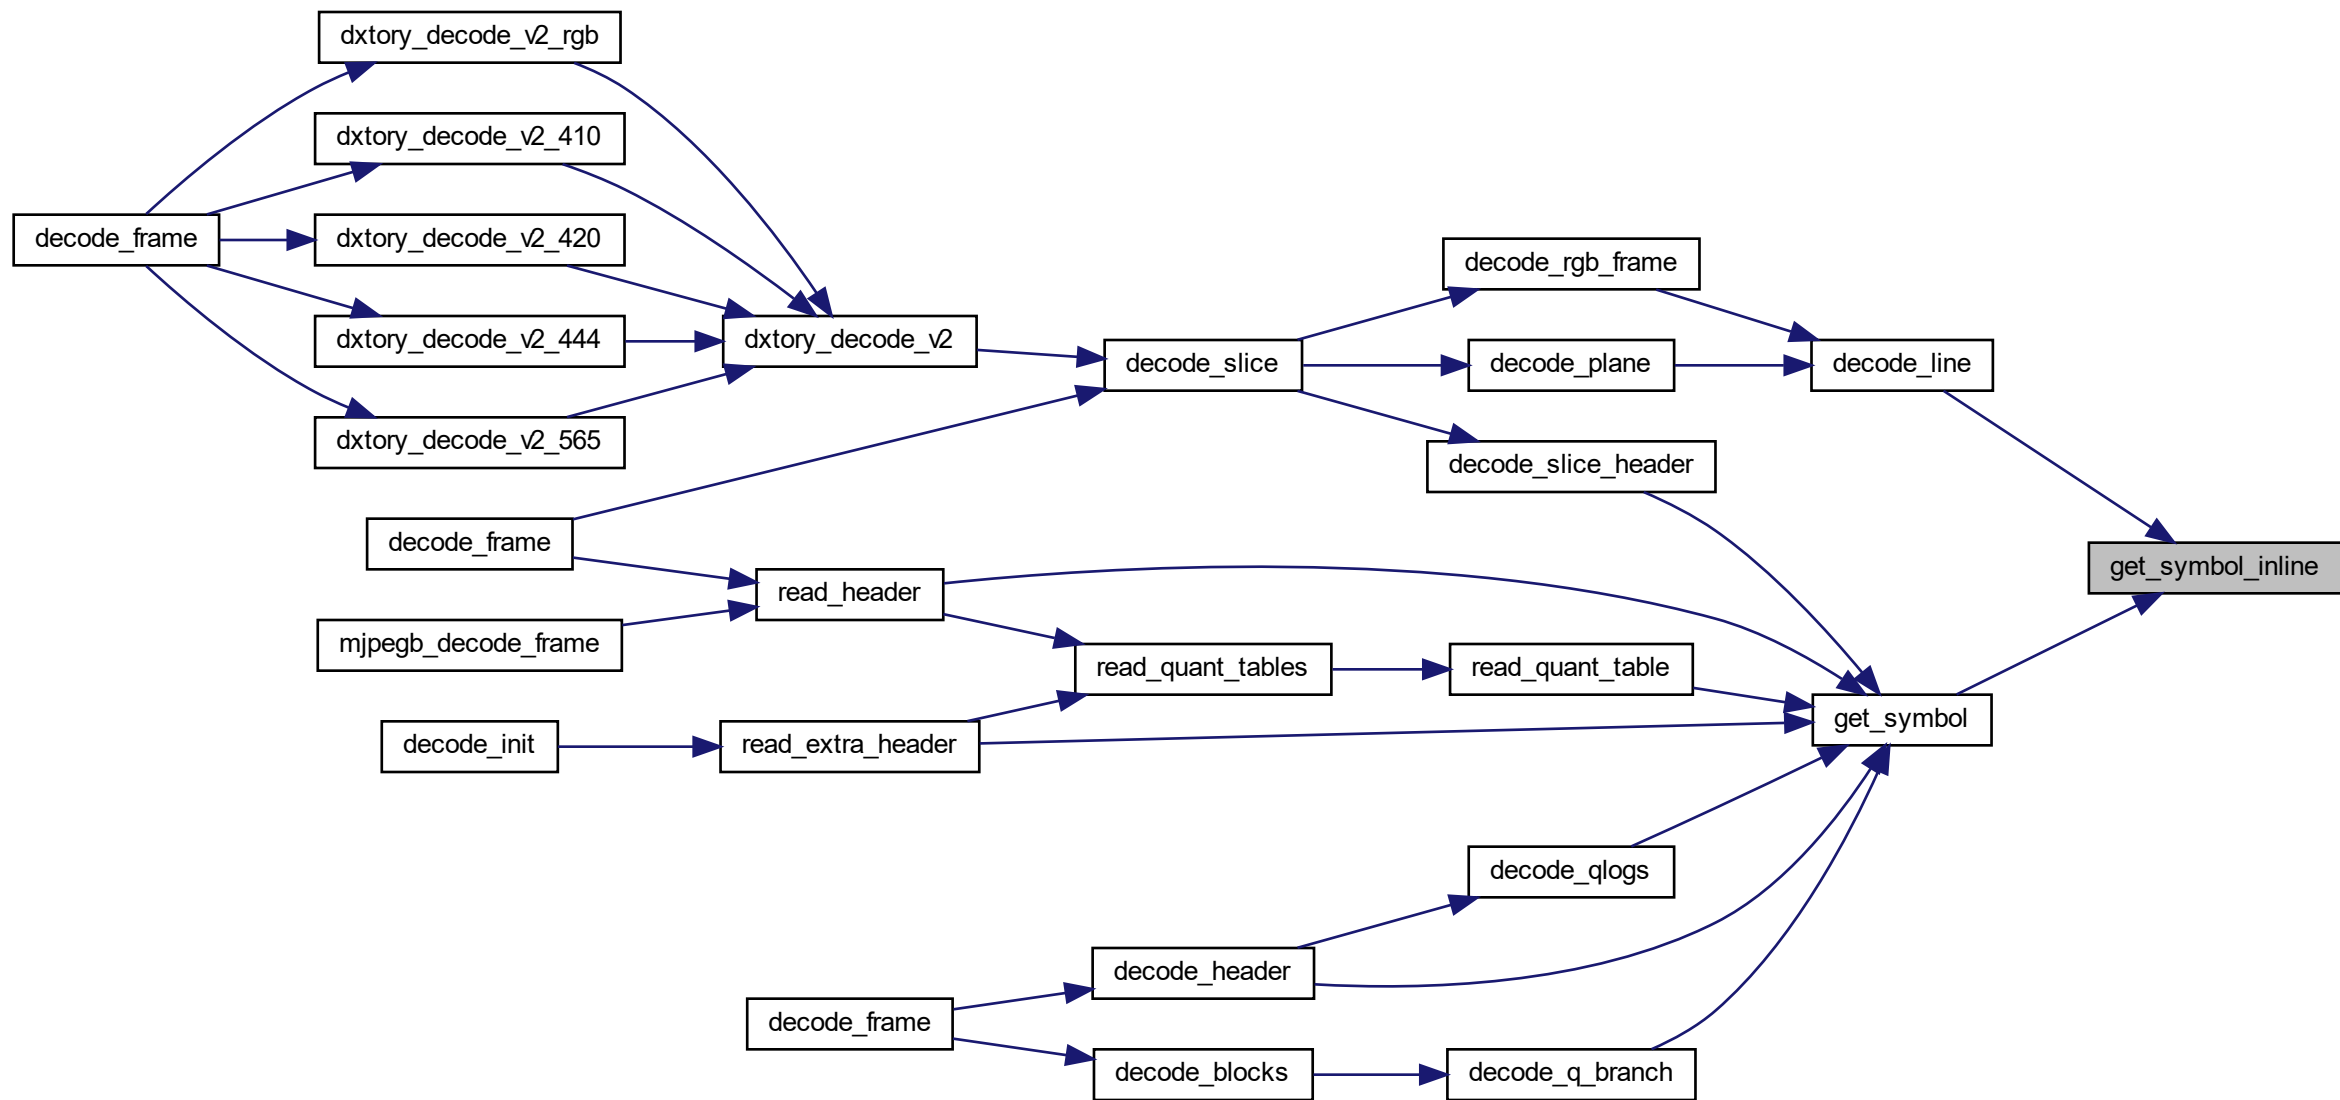 dxtory_decode_v2_rgb
dxtory_decode_v2_410
decode_frame
dxtory_decode_v2_420
decode_rgb_frame
dxtory_decode_v2_444
dxtory_decode_v2
decode_slice
decode_plane
decode_line
dxtory_decode_v2_565
decode_slice_header
decode_frame
get_symbol_inline
read_header
mjpegb_decode_frame
read_quant_tables
read_quant_table
get_symbol
decode_init
read_extra_header
decode_qlogs
decode_header
decode_frame
decode_blocks
decode_q_branch